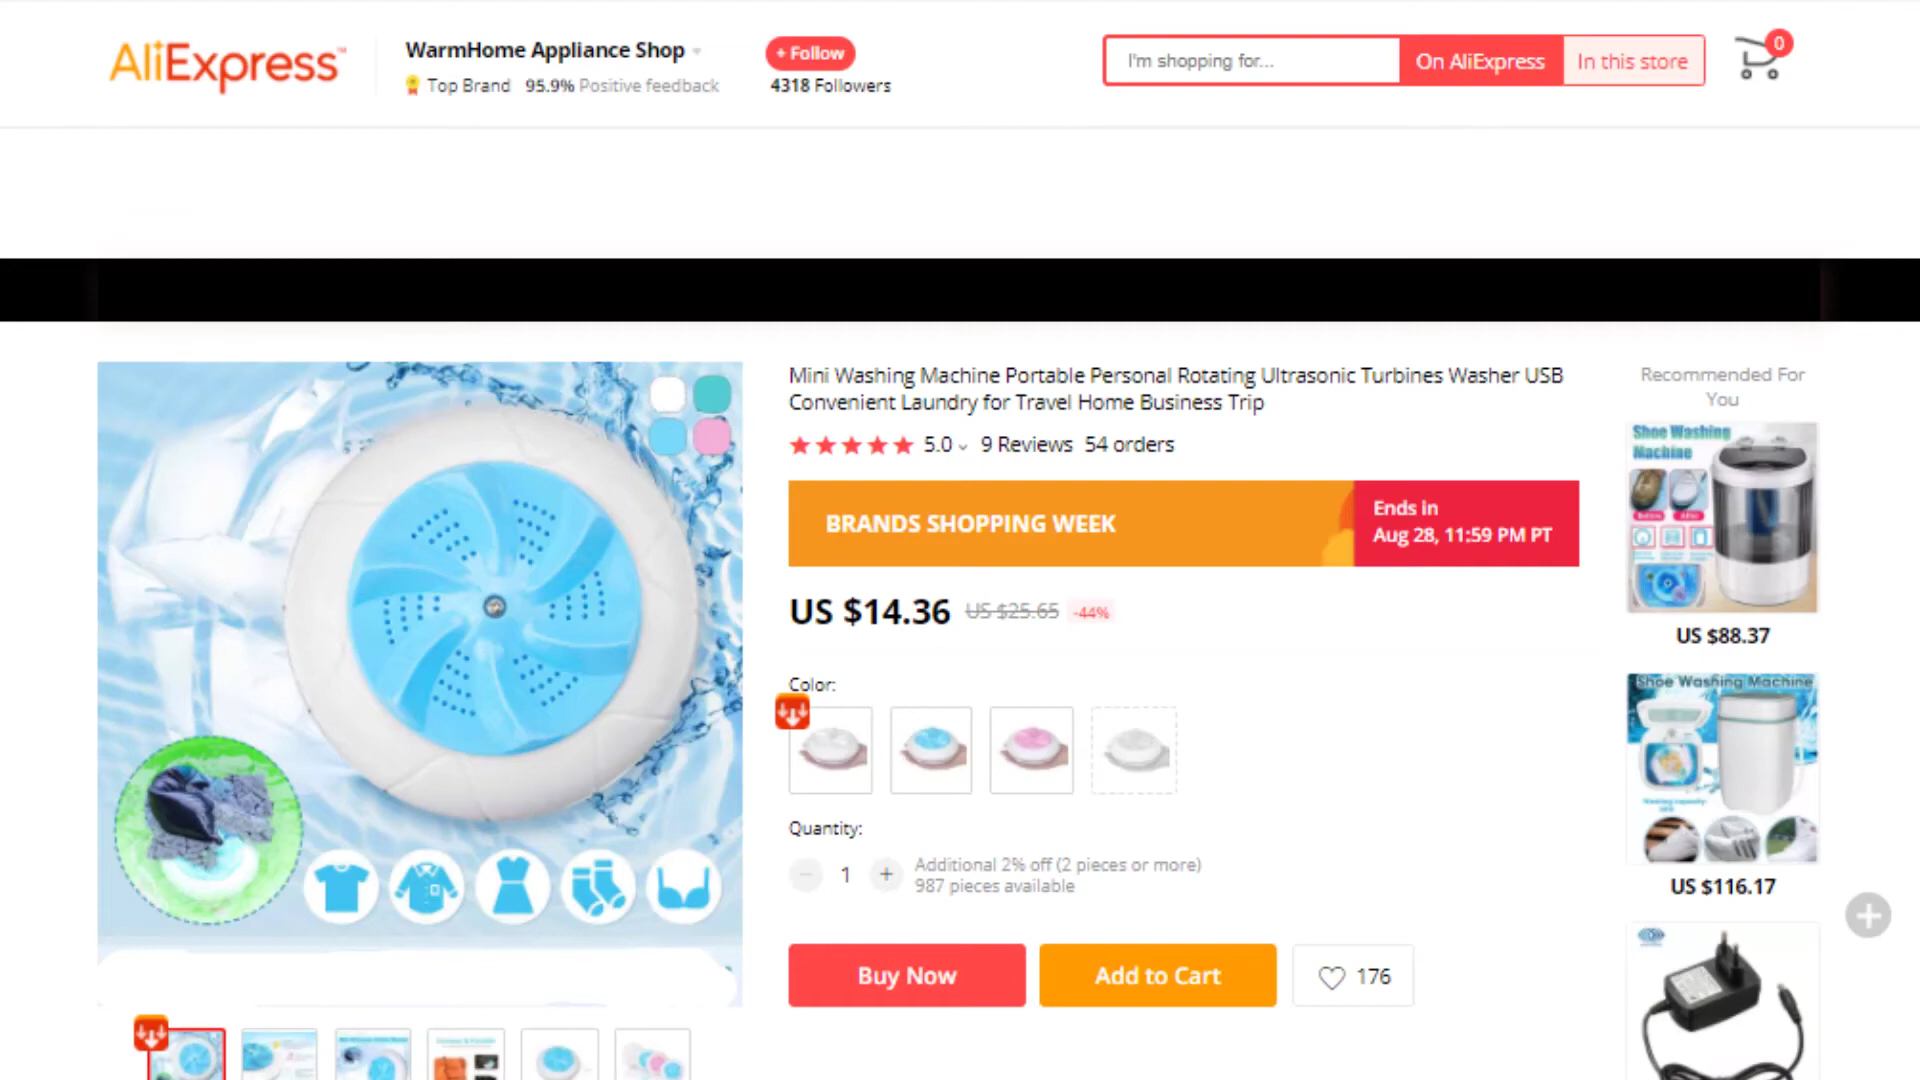 AliExpress™
WarmHome Appliance Shop
Top Brand 95.9% Positive feedback
+ Follow
4318 Followers
I'm shopping for...
On AliExpress
In this store
0
Mini Washing Machine Portable Personal Rotating Ultrasonic Turbines Washer USB
Convenient Laundry for Travel Home Business Trip
5.0
9 Reviews 54 orders
BRANDS SHOPPING WEEK
Ends in
Aug 28, 11:59 PM PT
US $14.36 US $25.65 -44%
Color:
Quantity:
1
+
Additional 2% off (2 pieces or more)
987 pieces available
Buy Now
Add to Cart
176
Recommended For
You
Shoe Washing
Machine
US $88.37
Shoe Washing Machine
US $116.17